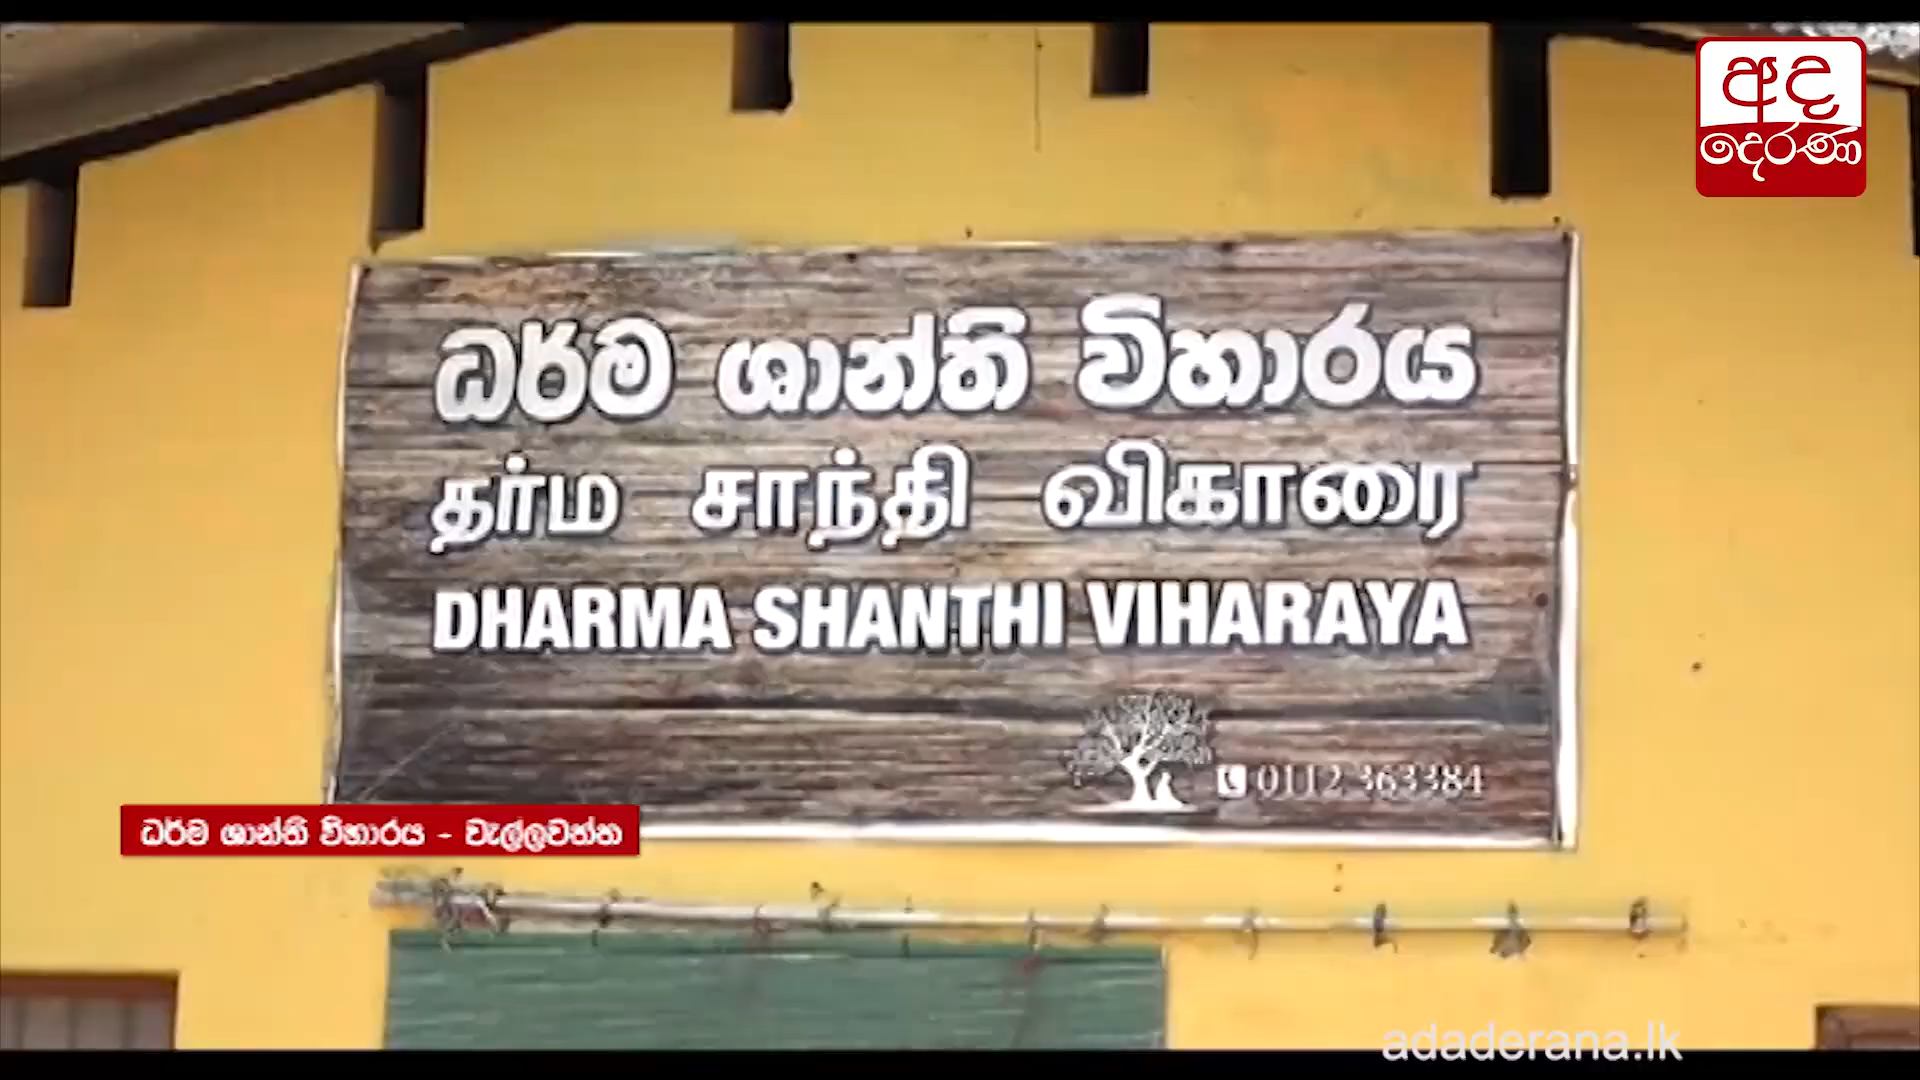 අද
දෙරණ
ධර්ම ශාන්ති විහාරය
தர்ம சாந்தி விகாரை
DHARMA SHANTHI VIHARAYA
0112 363384
ධර්ම ශාන්ති විහාරය - වැල්ලවත්ත
adaderana.lk